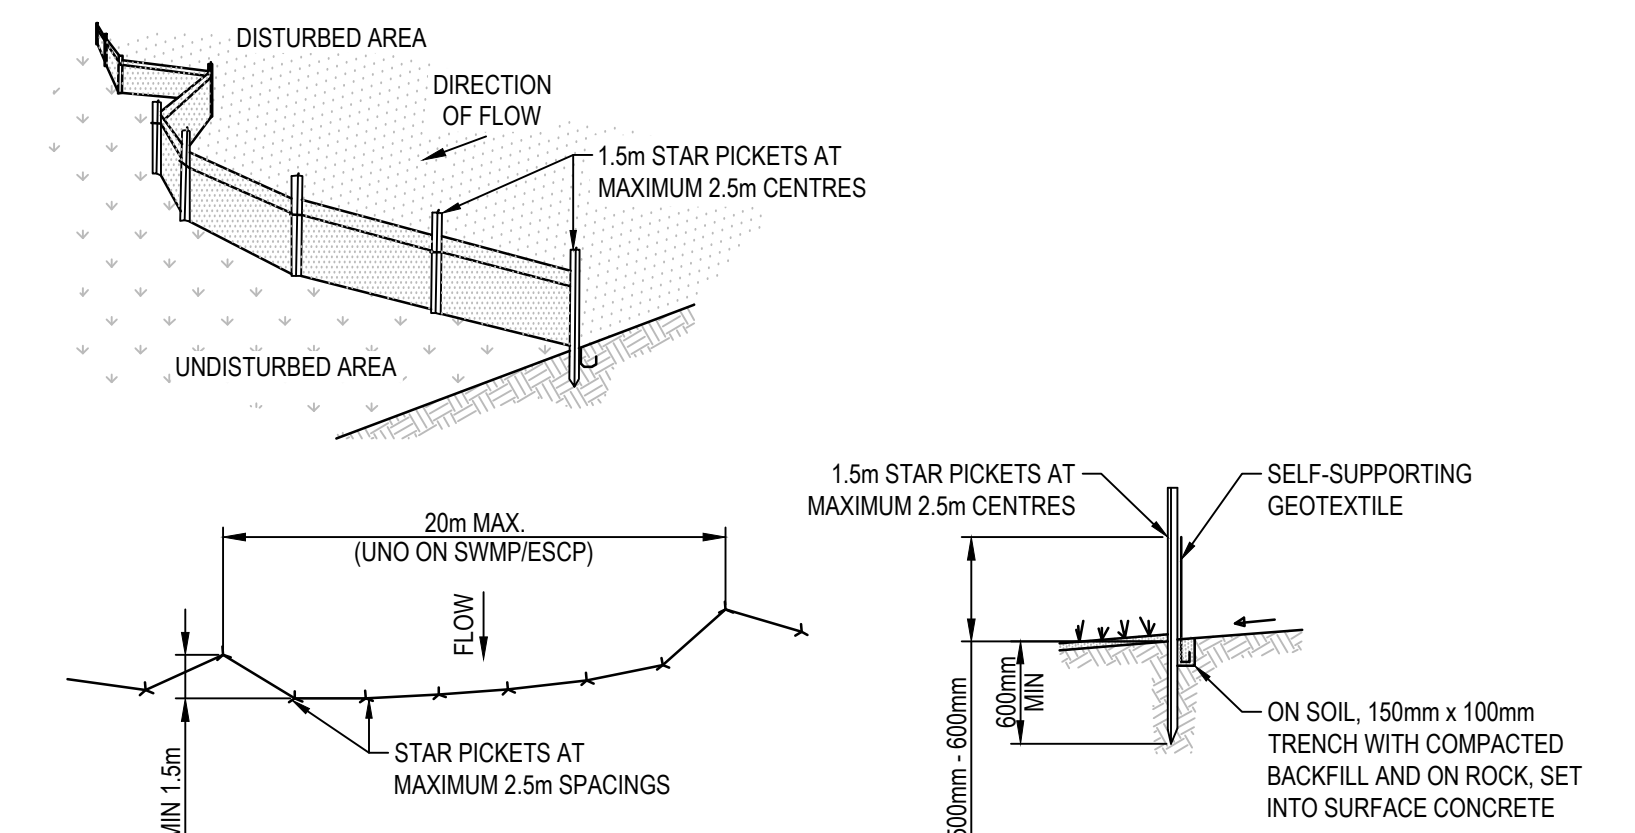 DISTURBED AREA
DIRECTION
OF FLOW
1.5m STAR PICKETS AT
MAXIMUM 2.5m CENTRES
UNDISTURBED AREA
20m MAX.
(UNO ON SWMP/ESCP)
FLOW
MIN 1.5m
STAR PICKETS AT
MAXIMUM 2.5m SPACINGS
1.5m STAR PICKETS AT
MAXIMUM 2.5m CENTRES
SELF-SUPPORTING
GEOTEXTILE
600mm
MIN
500mm - 600mm
ON SOIL, 150mm x 100mm
TRENCH WITH COMPACTED
BACKFILL AND ON ROCK, SET
INTO SURFACE CONCRETE